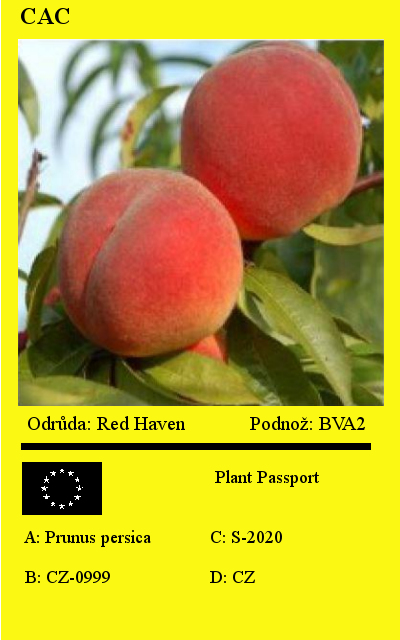 CAC
Odrůda: Red Haven Podnož: BVA2
Plant Passport
A: Prunus persica C: S-2020
B: CZ-0999 D: CZ